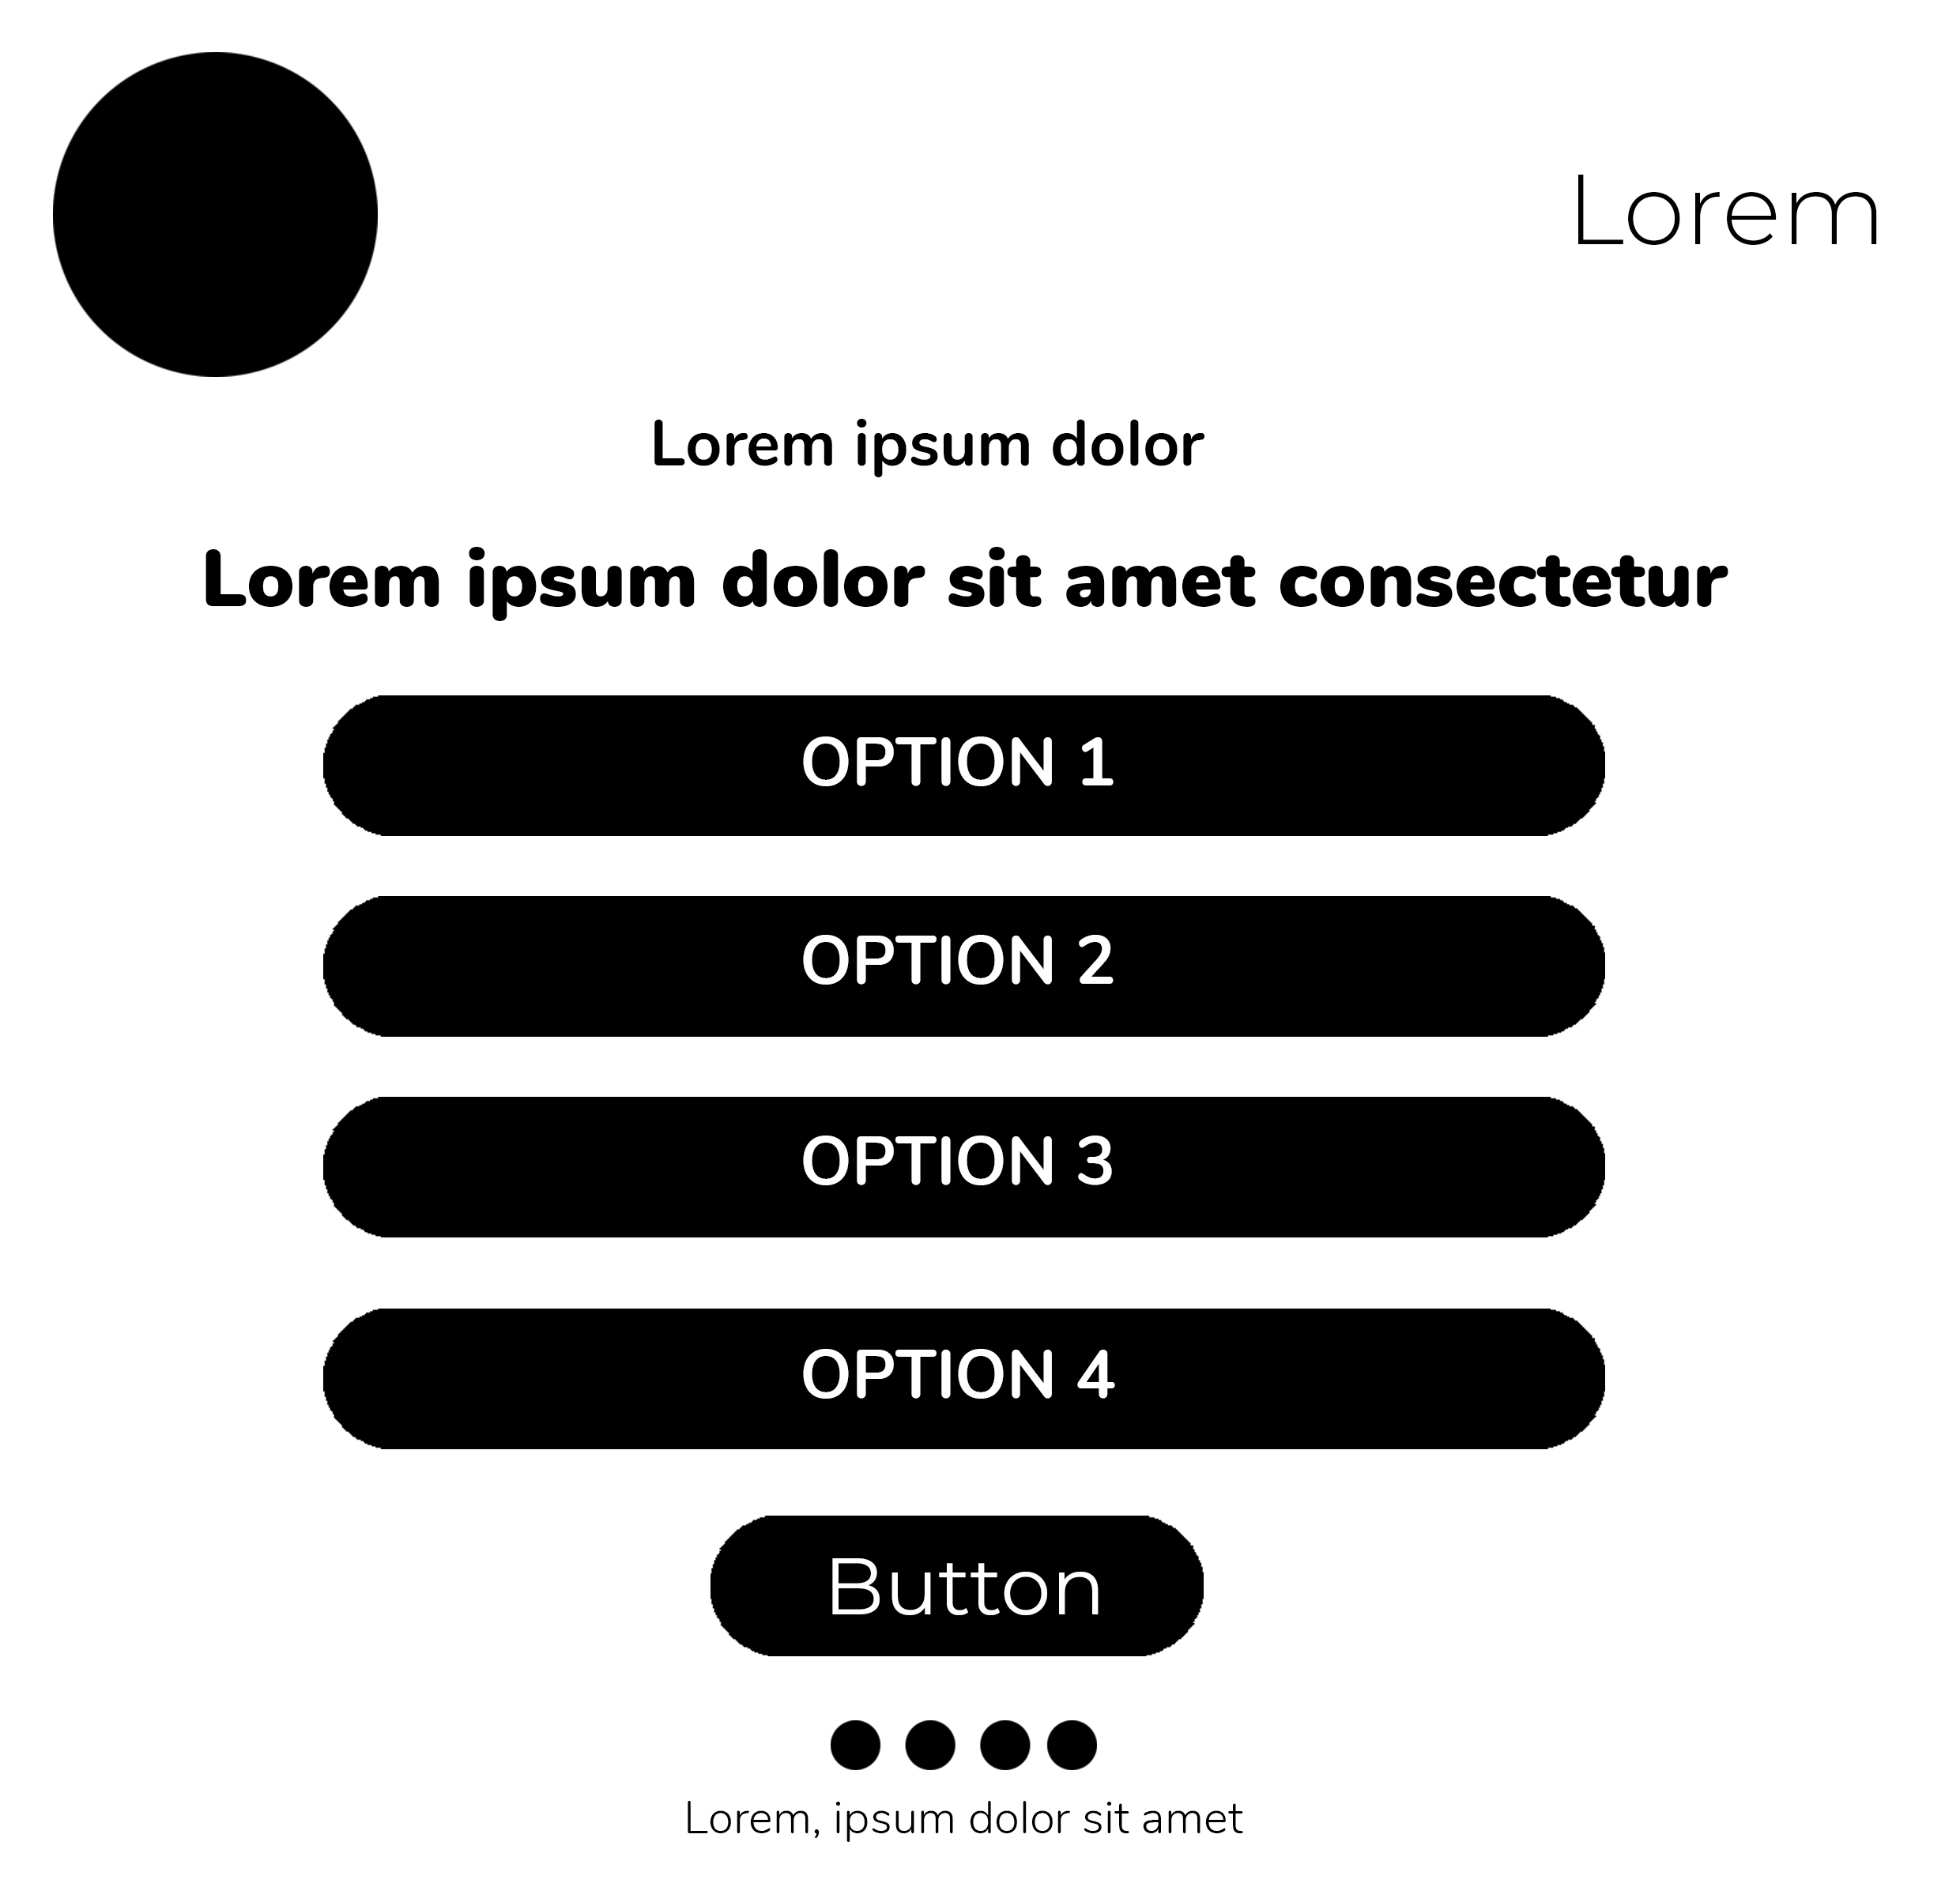 Lorem
Lorem ipsum dolor
Lorem ipsum dolor sit amet consectetur
OPTION 1
OPTION 2
OPTION 3
OPTION 4
Button
Lorem, ipsum dolor sit amet